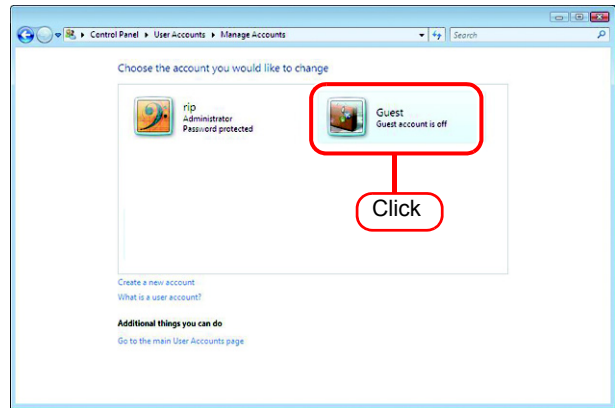 Control Panel ▸ User Accounts ▸ Manage Accounts
Search
Choose the account you would like to change
rip
Administrator
Password protected
Guest
Guest account is off
Click
Create a new account
What is a user account?
Additional things you can do
Go to the main User Accounts page